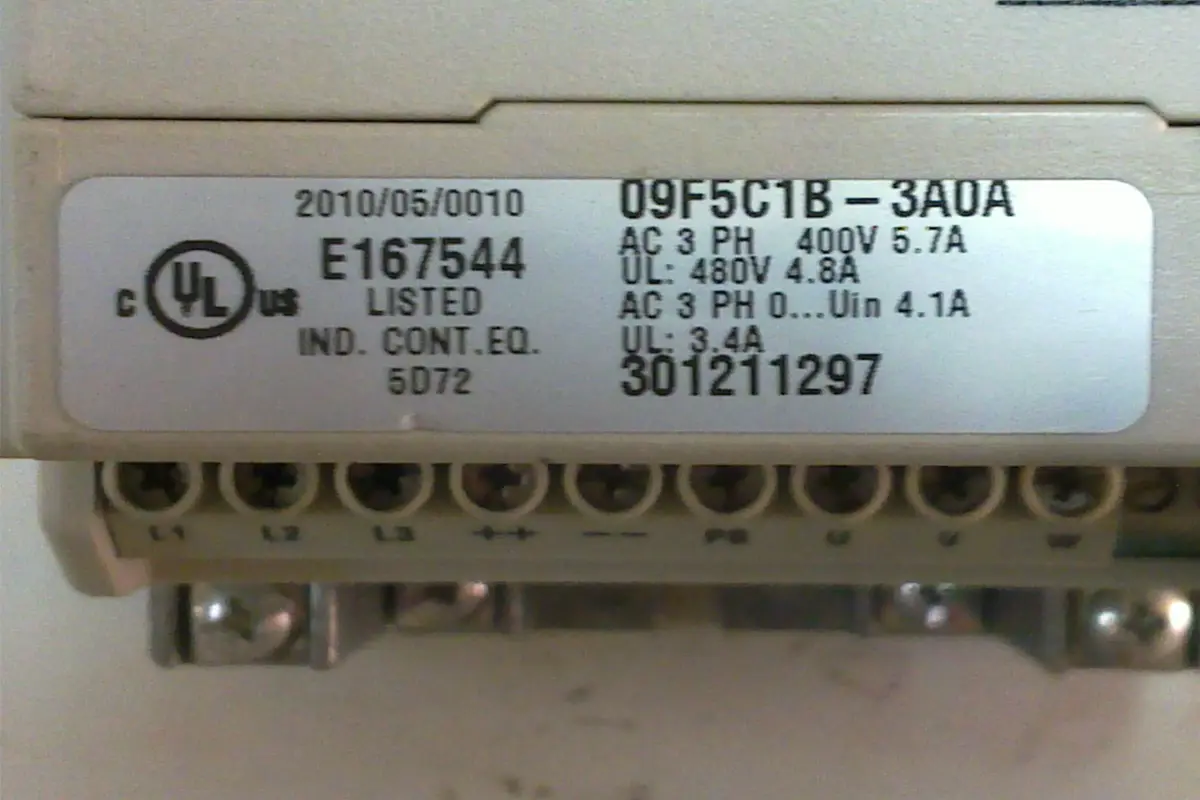 2010/05/0010
E167544
C UL US LISTED
IND. CONT.EQ.
5D72
09F5C1B-3A0A
AC 3 PH 400V 5.7A
UL: 480V 4.8A
AC 3 PH 0...Uin 4.1A
UL: 3.4A
301211297
L1 L2 L3 ++ -- PB U V W